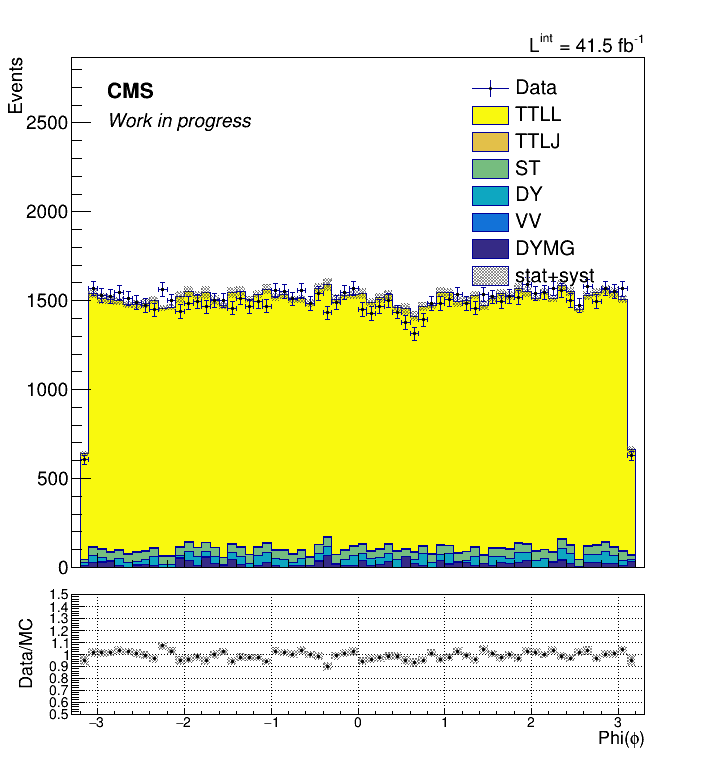 L^int = 41.5 fb^-1
Events
CMS
Work in progress
Data
TTLL
TTLJ
ST
DY
VV
DYMG
stat+syst
2500
2000
1500
1000
500
0
Data/MC
1.5
1.4
1.3
1.2
1.1
1
0.9
0.8
0.7
0.6
0.5
−3
−2
−1
0
1
2
3
Phi(ϕ)